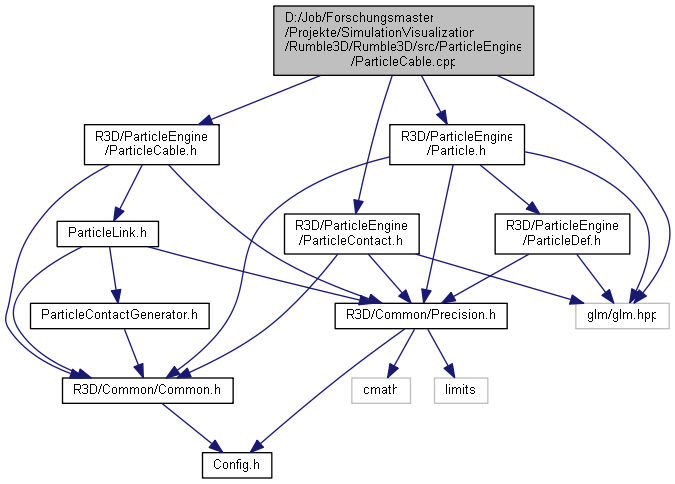 D:/Job/Forschungsmaster
/Projekte/SimulationVisualization
/Rumble3D/Rumble3D/src/ParticleEngine
/ParticleCable.cpp
R3D/ParticleEngine
/ParticleCable.h
R3D/ParticleEngine
/Particle.h
ParticleLink.h
R3D/ParticleEngine
/ParticleContact.h
R3D/ParticleEngine
/ParticleDef.h
ParticleContactGenerator.h
R3D/Common/Precision.h
glm/glm.hpp
R3D/Common/Common.h
cmath
limits
Config.h